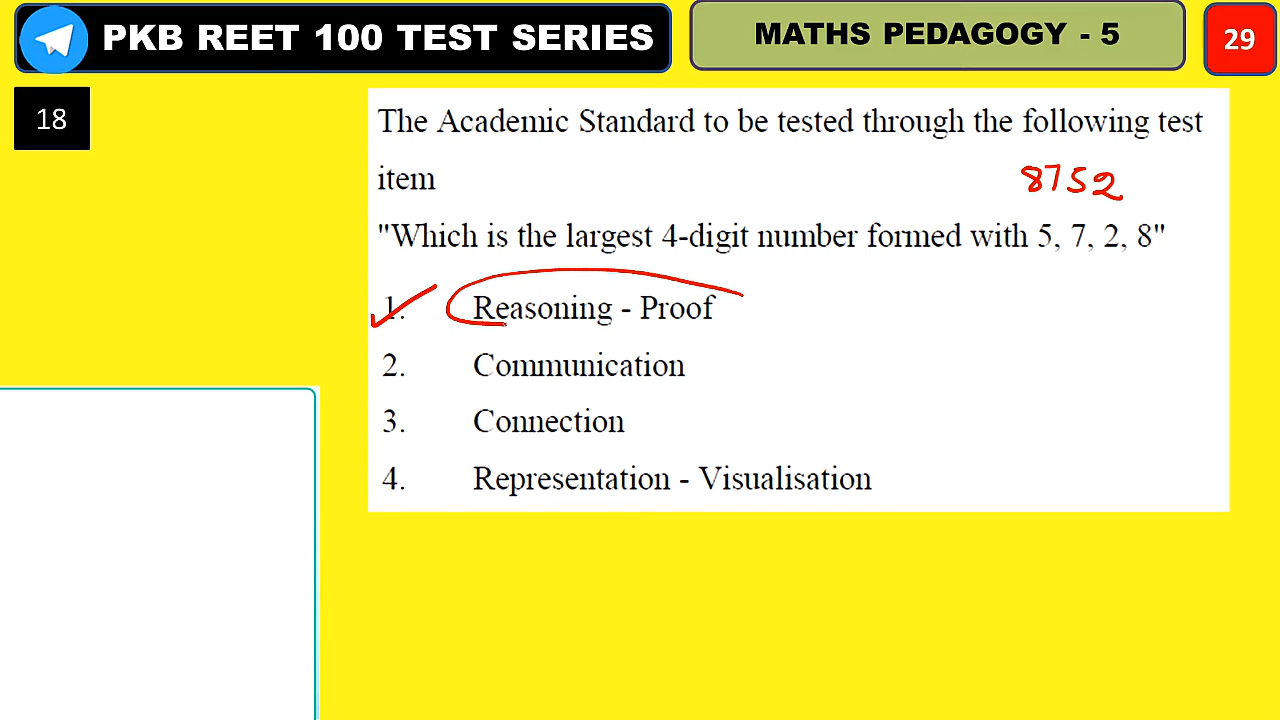 PKB REET 100 TEST SERIES
MATHS PEDAGOGY - 5
29
18
The Academic Standard to be tested through the following test
item
8752
"Which is the largest 4-digit number formed with 5, 7, 2, 8"
1. Reasoning - Proof
2. Communication
3. Connection
4. Representation - Visualisation